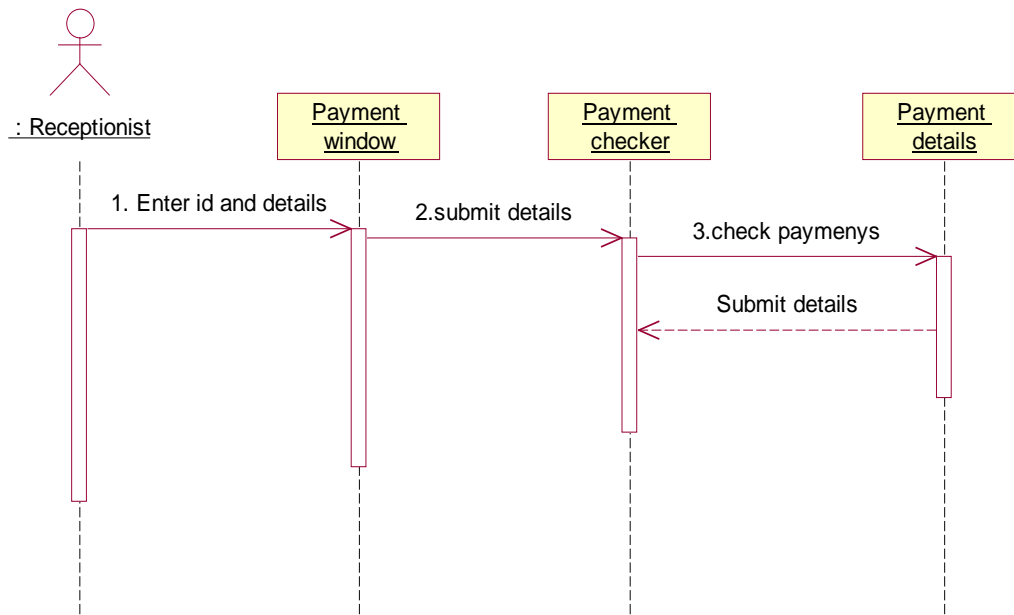 : Receptionist
Payment
window
Payment
checker
Payment
details
1. Enter id and details
2.submit details
3.check paymenys
Submit details